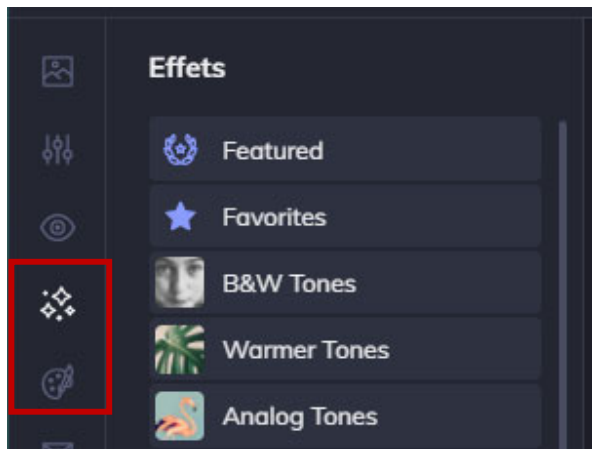 Effets
Featured
Favorites
B&W Tones
Warmer Tones
Analog Tones